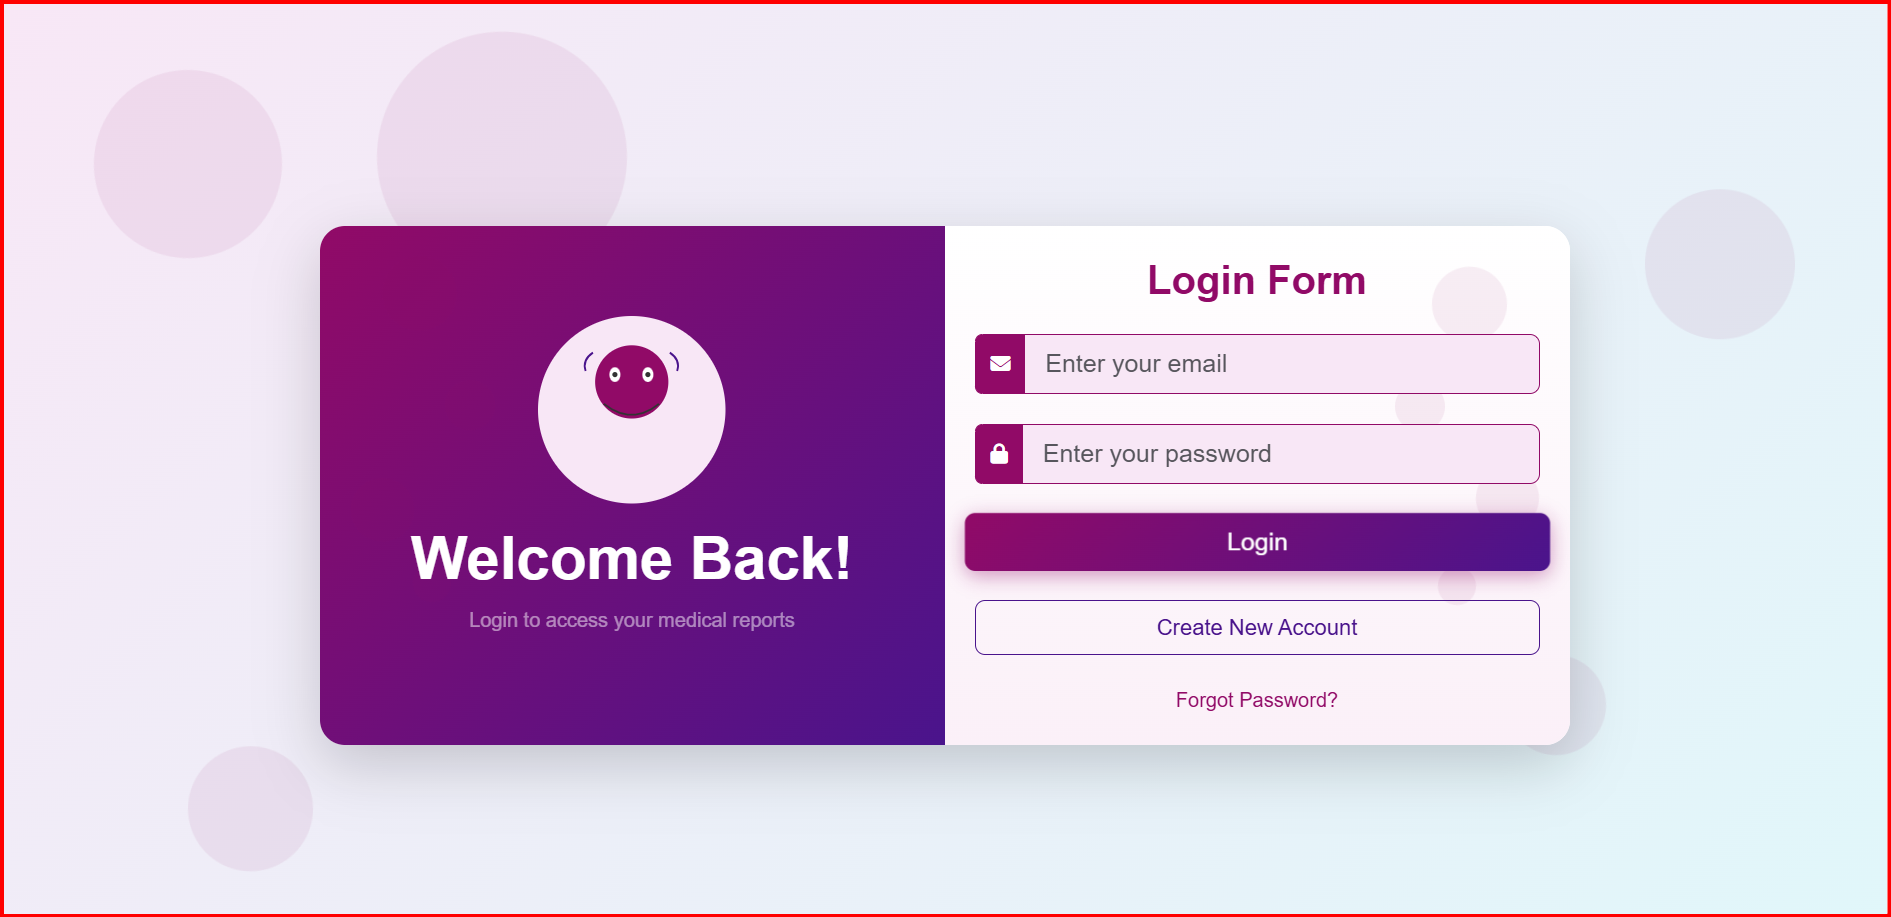 Welcome Back!
Login to access your medical reports
Login Form
Enter your email
Enter your password
Login
Create New Account
Forgot Password?